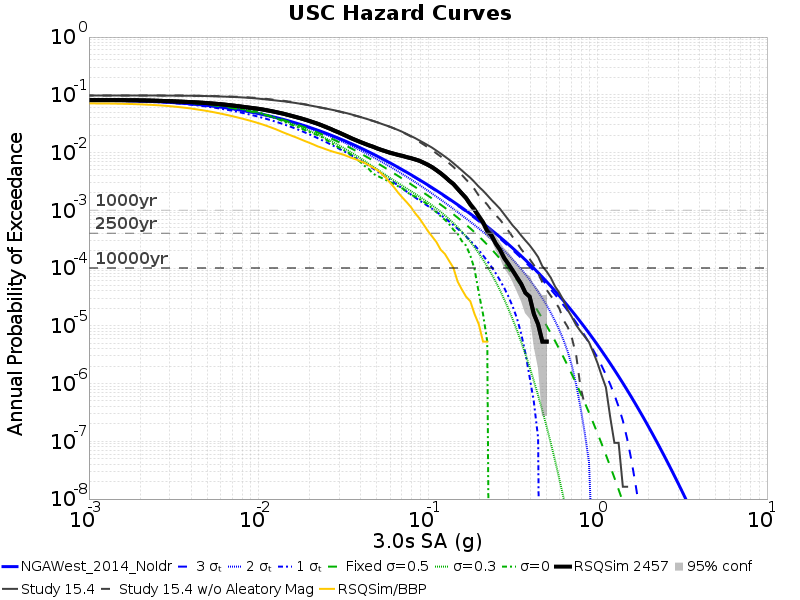 USC Hazard Curves
Annual Probability of Exceedance
10^0
10^-1
10^-2
10^-3
10^-4
10^-5
10^-6
10^-7
10^-8
1000yr
2500yr
10000yr
10^-3 10^-2 10^-1 10^0 10^1
3.0s SA (g)
NGAWest_2014_NoIdr 3 σₜ 2 σₜ 1 σₜ Fixed σ=0.5 σ=0.3 σ=0 RSQSim 2457 95% conf
Study 15.4 Study 15.4 w/o Aleatory Mag RSQSim/BBP